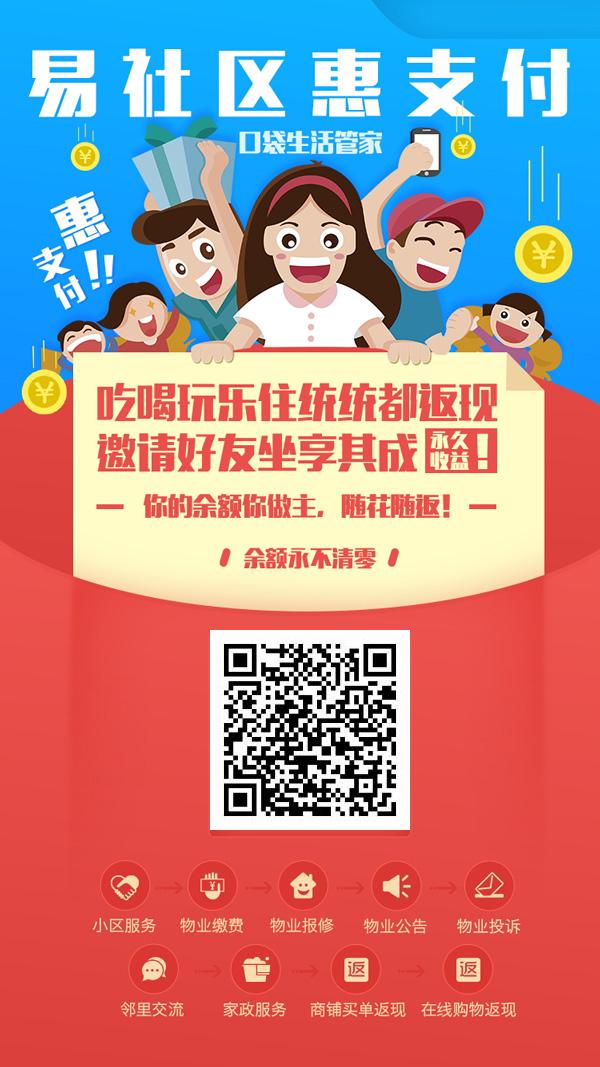 易社区惠支付
口袋生活管家
惠
支付!!
吃喝玩乐住统统都返现
邀请好友坐享其成永久收益!
你的余额你做主,随花随返!
余额永不清零
小区服务 物业缴费 物业报修 物业公告 物业投诉
返 返
邻里交流 家政服务 商铺买单返现 在线购物返现